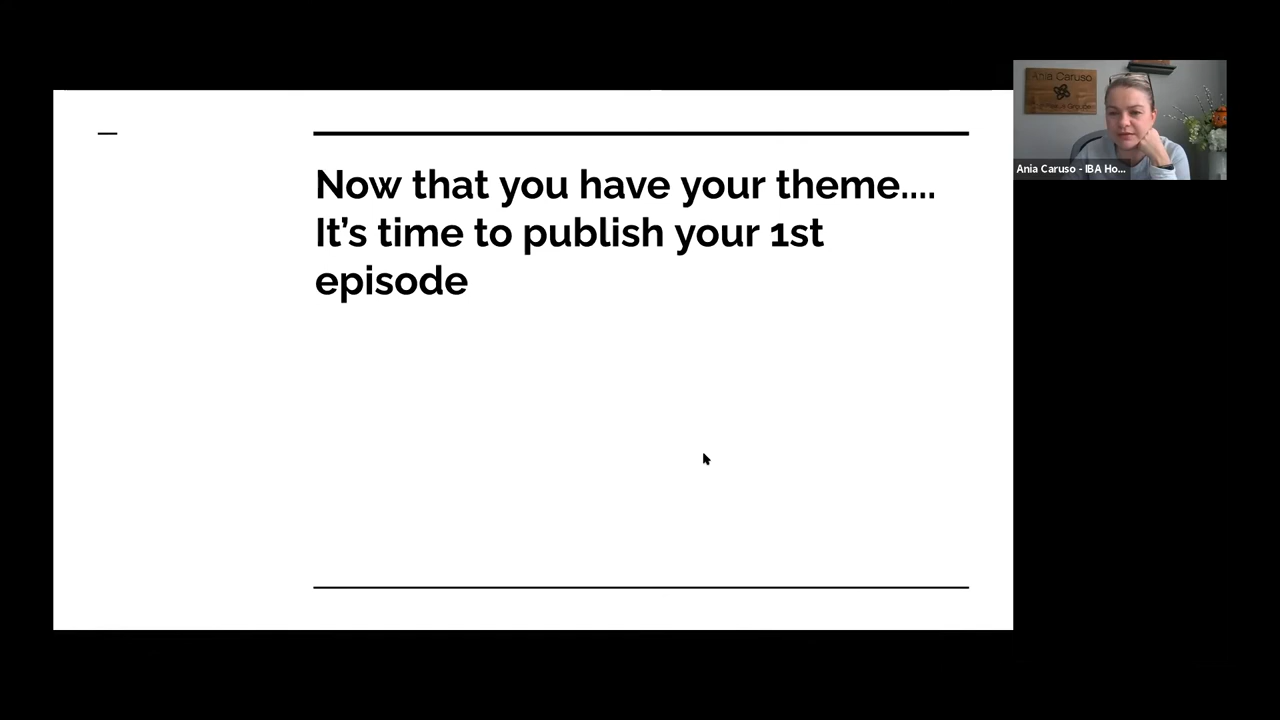 Now that you have your theme....
It’s time to publish your 1st
episode
Ania Caruso
Ania Caruso - IBA Ho...